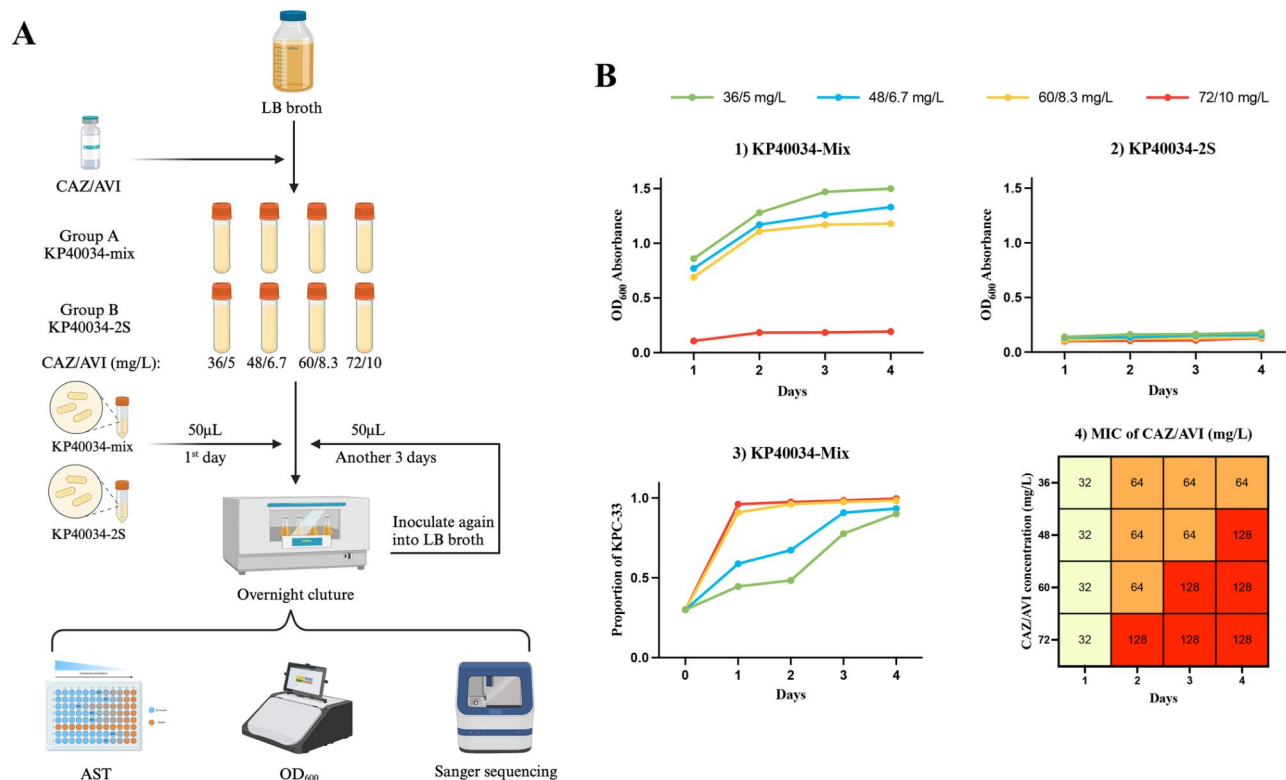 A
LB broth
CAZ/AVI
Group A
KP40034-mix
Group B
KP40034-2S
CAZ/AVI (mg/L):
36/5
48/6.7
60/8.3
72/10
KP40034-mix
KP40034-2S
50μL
1st day
50μL
Another 3 days
Inoculate again
into LB broth
Overnight cluture
AST
OD600
Sanger sequencing
B
36/5 mg/L
48/6.7 mg/L
60/8.3 mg/L
72/10 mg/L
1) KP40034-Mix
OD600 Absorbance
1.5
1.0
0.5
0.0
1 2 3 4
Days
2) KP40034-2S
OD600 Absorbance
1.5
1.0
0.5
0.0
1 2 3 4
Days
3) KP40034-Mix
Proportion of KPC-33
1.0
0.5
0.0
0 1 2 3 4
Days
4) MIC of CAZ/AVI (mg/L)
CAZ/AVI concentration (mg/L)
36 32 64 64 64
48 32 64 64 128
60 32 64 128 128
72 32 128 128 128
1 2 3 4
Days